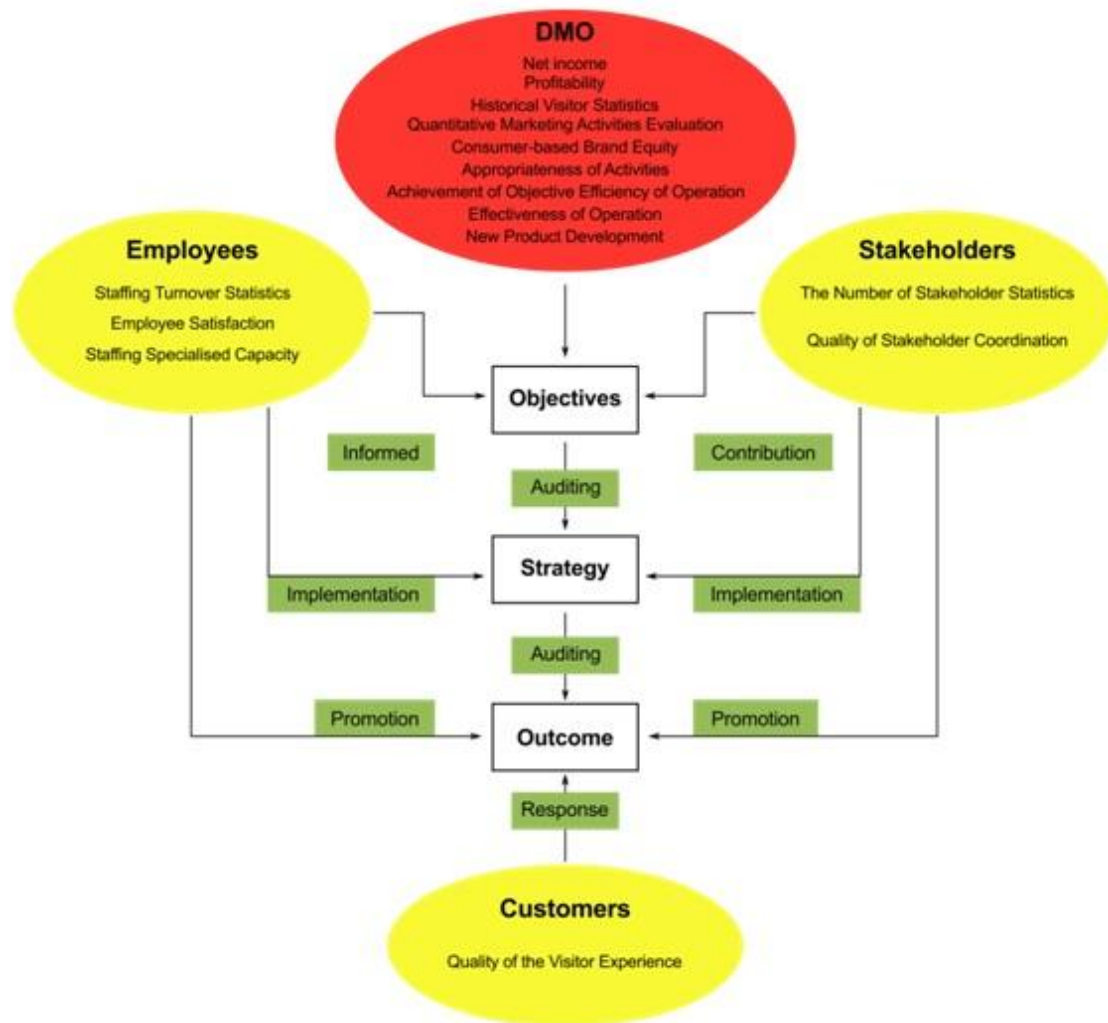 DMO
Net income
Profitability
Historical Visitor Statistics
Quantitative Marketing Activities Evaluation
Consumer-based Brand Equity
Appropriateness of Activities
Achievement of Objective Efficiency of Operation
Effectiveness of Operation
New Product Development
Employees
Staffing Turnover Statistics
Employee Satisfaction
Staffing Specialised Capacity
Stakeholders
The Number of Stakeholder Statistics
Quality of Stakeholder Coordination
Objectives
Informed
Contribution
Auditing
Strategy
Implementation
Implementation
Auditing
Promotion
Promotion
Outcome
Response
Customers
Quality of the Visitor Experience